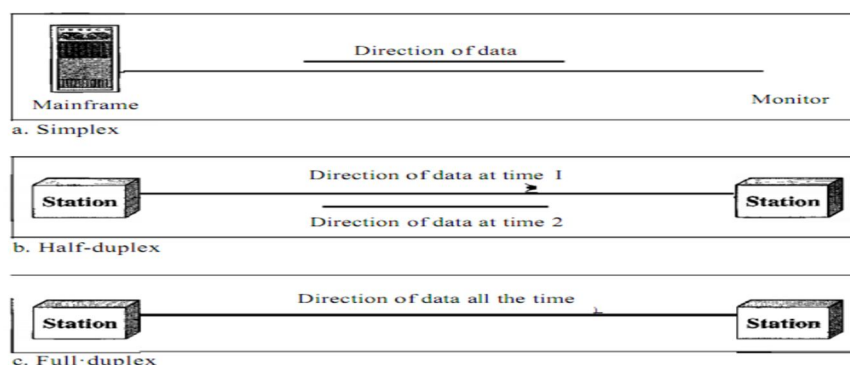 Direction of data
Mainframe
Monitor
a. Simplex
Direction of data at time 1
Station
Station
Direction of data at time 2
b. Half-duplex
Direction of data all the time
Station
Station
c. Full·duplex